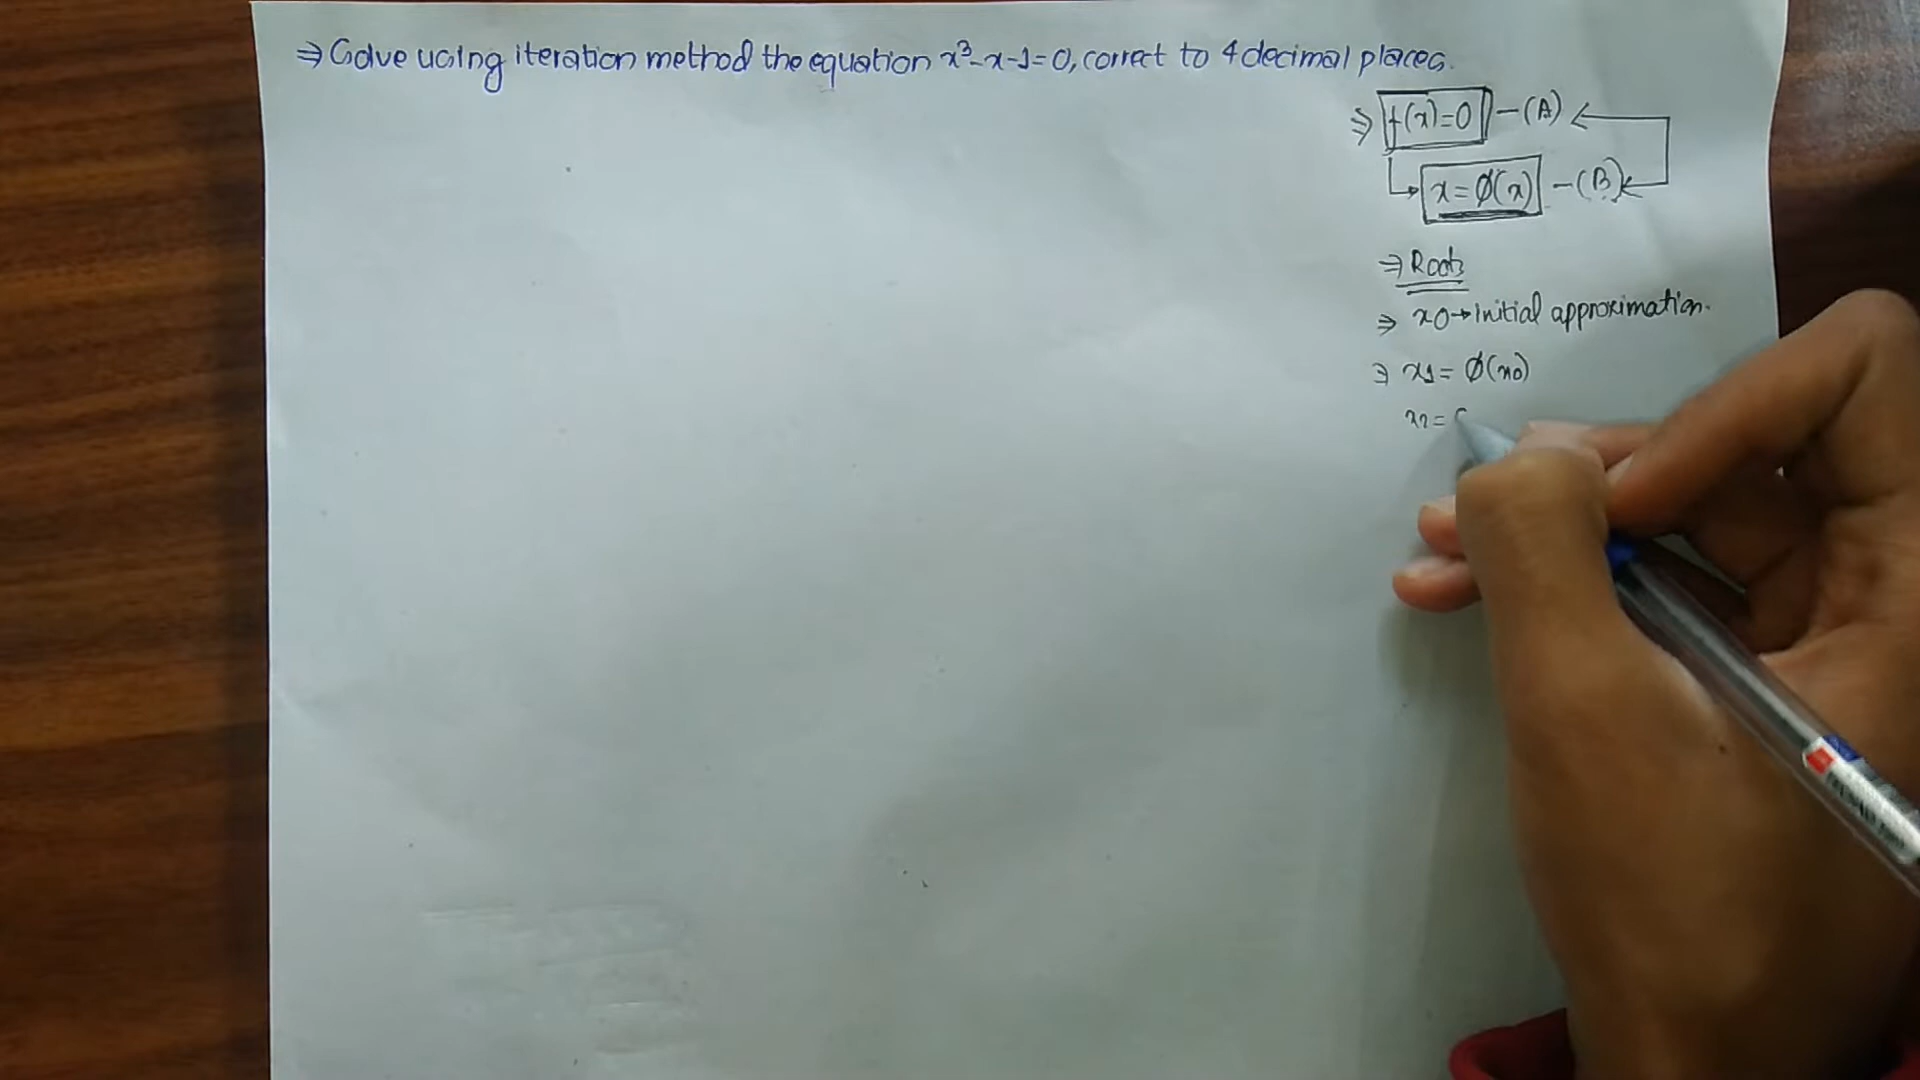 ⇒ Solve using iteration method the equation x³-x-1=0, correct to 4 decimal places.
⇒ f(x)=0 -(A)
x=φ(x) -(B)
⇒ Roots
⇒ x0→initial approximation.
⇒ x1= φ(x0)
x2=